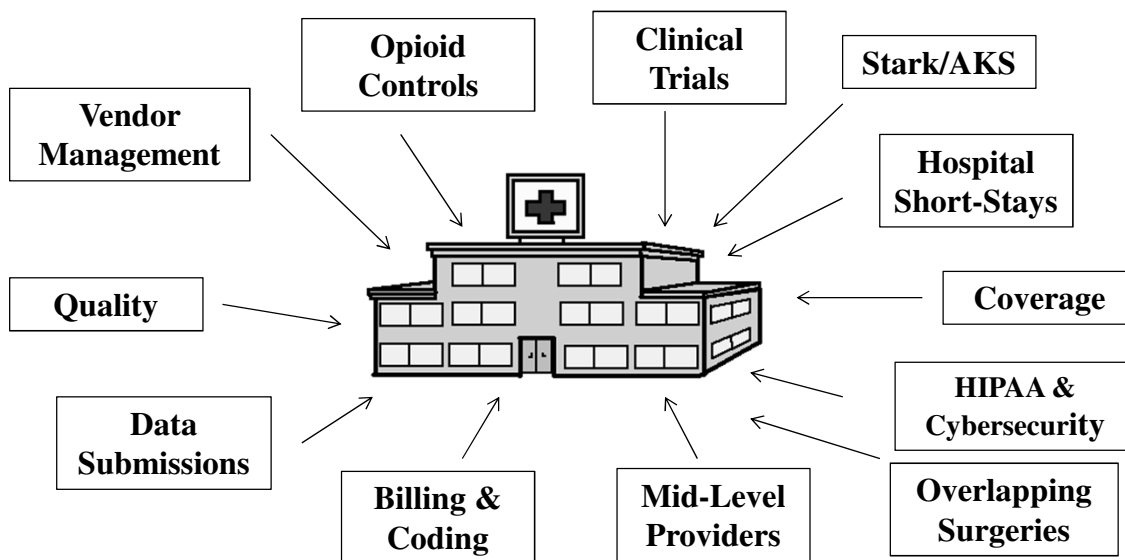 Opioid
Controls
Clinical
Trials
Stark/AKS
Vendor
Management
Hospital
Short-Stays
Quality
Coverage
HIPAA &
Cybersecurity
Data
Submissions
Billing &
Coding
Mid-Level
Providers
Overlapping
Surgeries